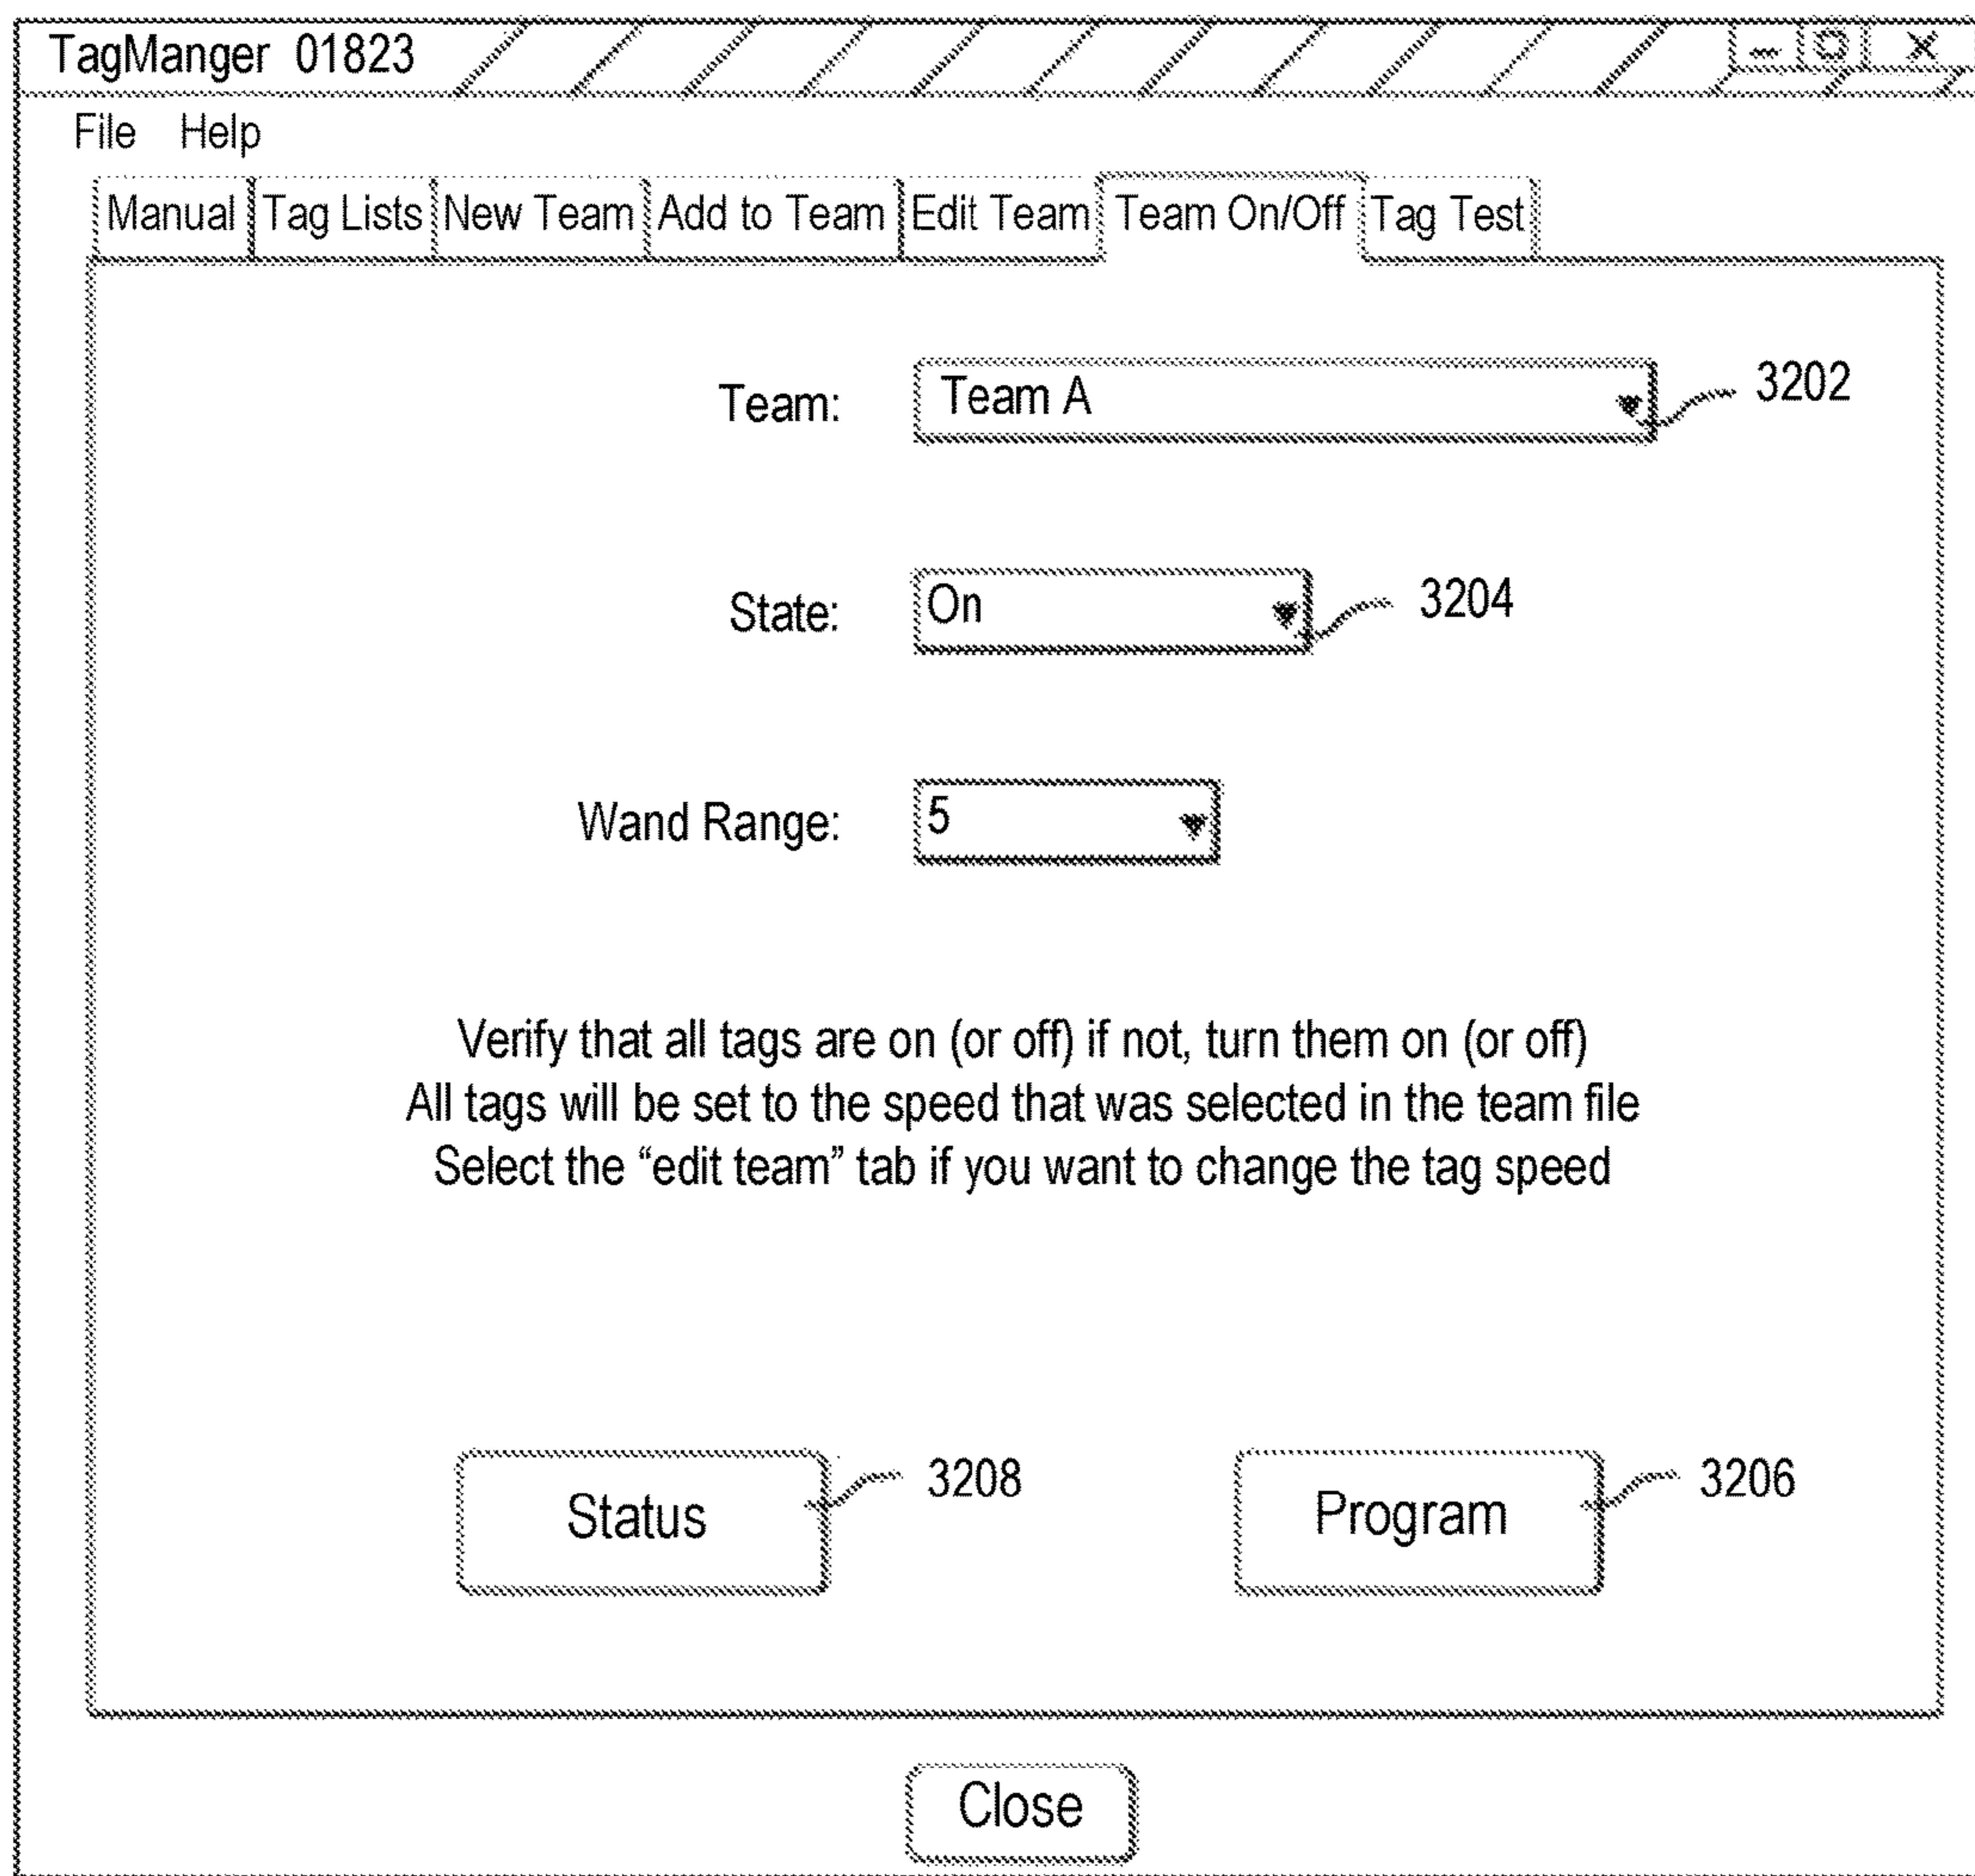 TagManger 01823
File Help
Manual Tag Lists New Team Add to Team Edit Team Team On/Off Tag Test
Team: Team A 3202
State: On 3204
Wand Range: 5
Verify that all tags are on (or off) if not, turn them on (or off)
All tags will be set to the speed that was selected in the team file
Select the “edit team” tab if you want to change the tag speed
Status 3208 Program 3206
Close